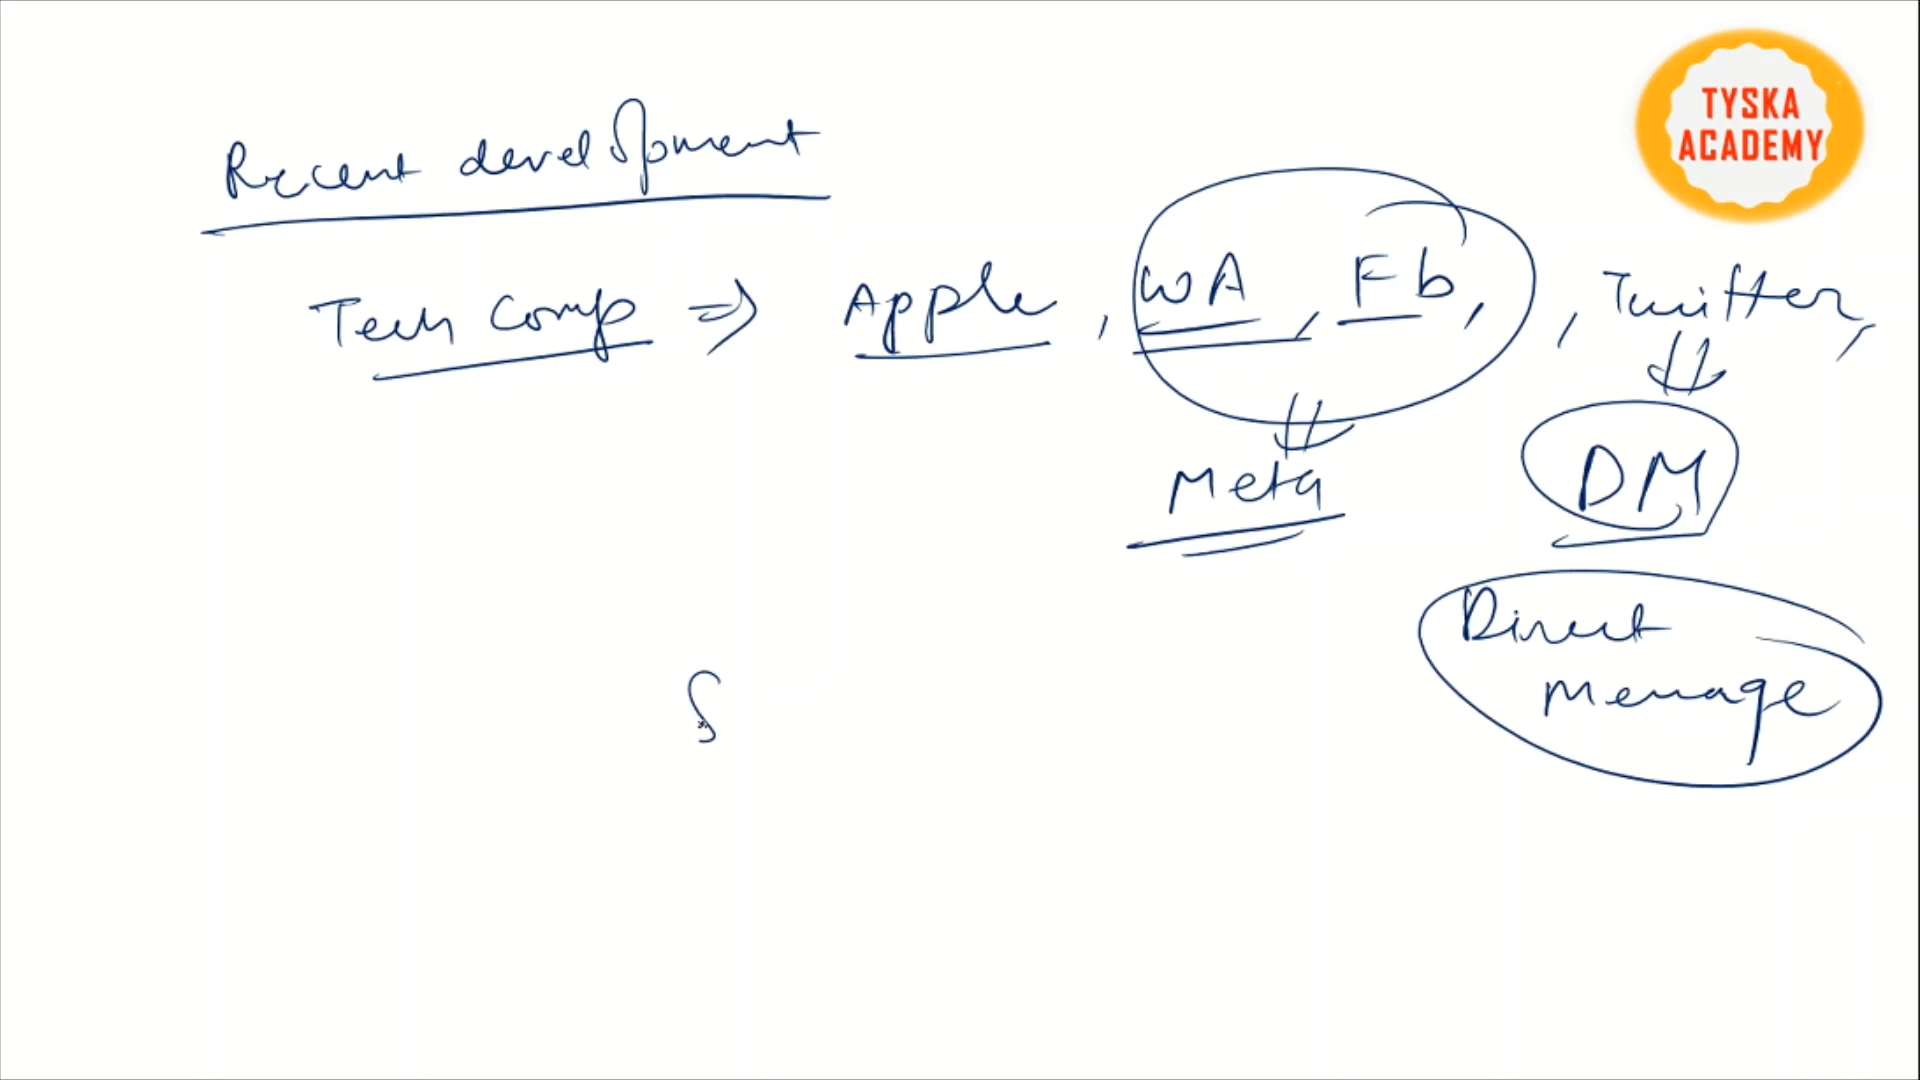 TYSKA
ACADEMY
Recent development
Tech Comp ⇒ Apple, WA, Fb, , Twitter,
Meta
DM
Direct
Message